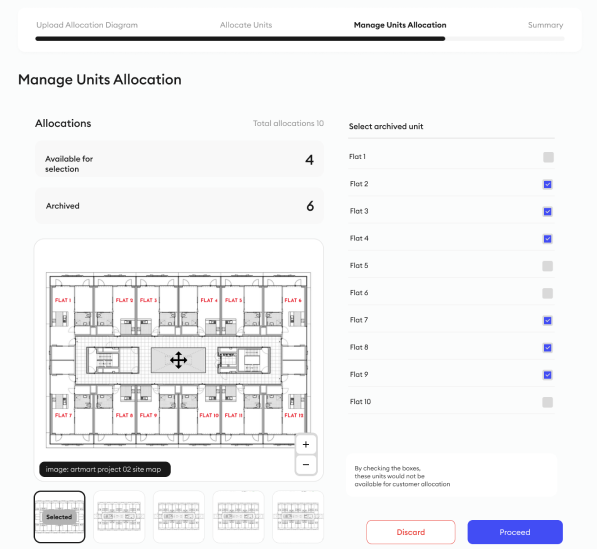 Upload Allocation Diagram
Allocate Units
Manage Units Allocation
Summary
Manage Units Allocation
Allocations
Total allocations 10
Available for
selection
4
Archived
6
FLAT 1
FLAT 2
FLAT 3
FLAT 4
FLAT 5
FLAT 6
FLAT 7
FLAT 8
FLAT 9
FLAT 10
FLAT 11
FLAT 12
+
−
image: artmart project 02 site map
Selected
Select archived unit
Flat 1
Flat 2
Flat 3
Flat 4
Flat 5
Flat 6
Flat 7
Flat 8
Flat 9
Flat 10
By checking the boxes,
these units would not be
available for customer allocation
Discard
Proceed